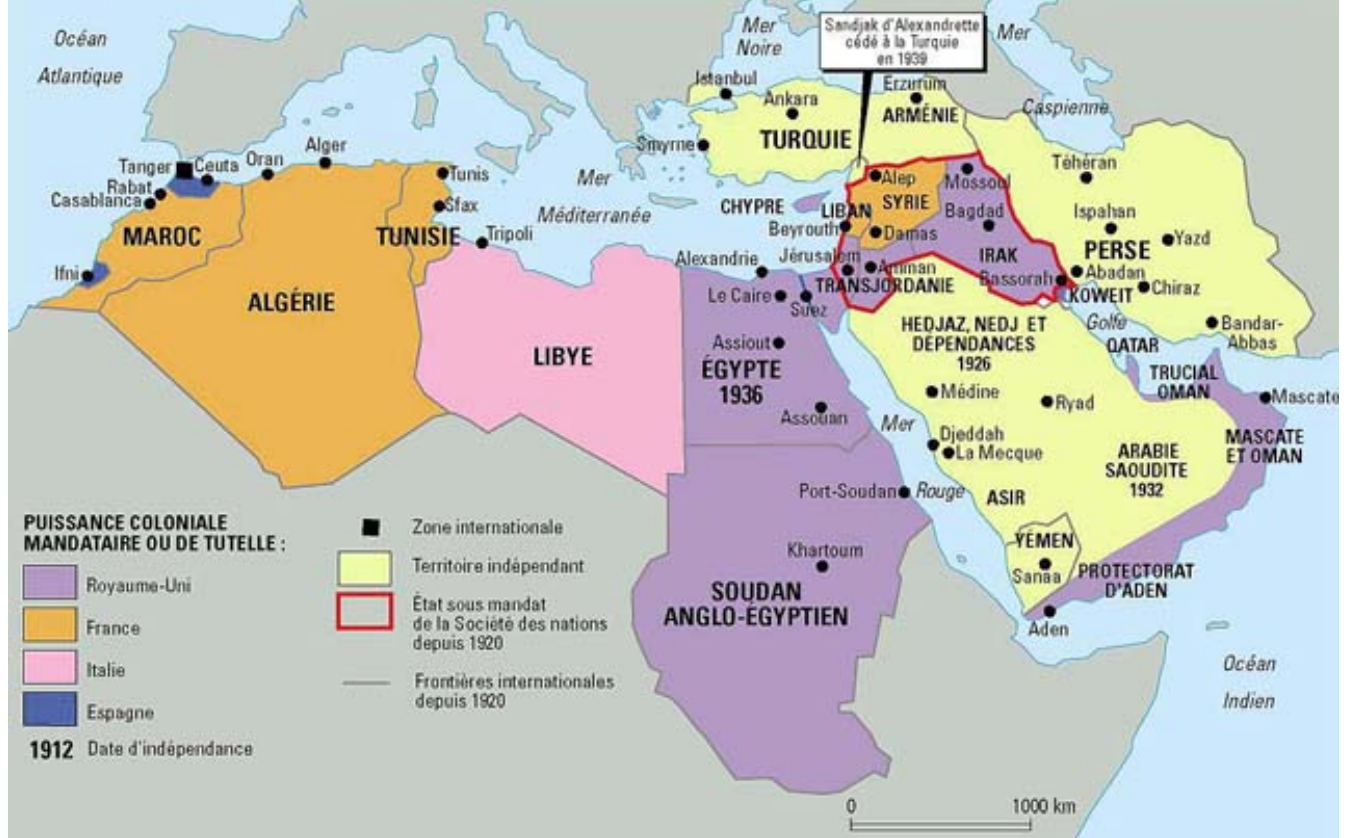 Océan
Atlantique
Mer
Noire
Sandjak d'Alexandrette
cédé à la Turquie
en 1939
Mer
Caspienne
Istanbul
Ankara
Erzurum
ARMÉNIE
TURQUIE
Smyrne
Téhéran
Tanger
Ceuta
Oran
Alger
Tunis
Rabat
Casablanca
Sfax
MAROC
TUNISIE
Tripoli
Mer
Méditerranée
CHYPRE
Alep
Mossoul
LIBAN
SYRIE
Bagdad
Beyrouth
Damas
IRAK
Ispahan
Yazd
PERSE
Ifni
ALGÉRIE
Alexandrie
Jérusalem
Amman
Bassorah
Abadan
TRANSJORDANIE
KOWEIT
Chiraz
Le Caire
Suez
Golfe
Bandar-
Abbas
LIBYE
Assiout
ÉGYPTE
1936
HEDJAZ, NEDJ ET
DÉPENDANCES
1926
QATAR
TRUCIAL
OMAN
Mascate
Assouan
Médine
Ryad
Mer
Rouge
Djeddah
La Mecque
ARABIE
SAOUDITE
1932
MASCATE
ET OMAN
Port-Soudan
ASIR
YÉMEN
Sanaa
PROTECTORAT
D'ADEN
Aden
Khartoum
SOUDAN
ANGLO-ÉGYPTIEN
Océan
Indien
PUISSANCE COLONIALE
MANDATAIRE OU DE TUTELLE :
Royaume-Uni
France
Italie
Espagne
1912 Date d'indépendance
Zone internationale
Territoire indépendant
État sous mandat
de la Société des nations
depuis 1920
Frontières internationales
depuis 1920
0 1000 km